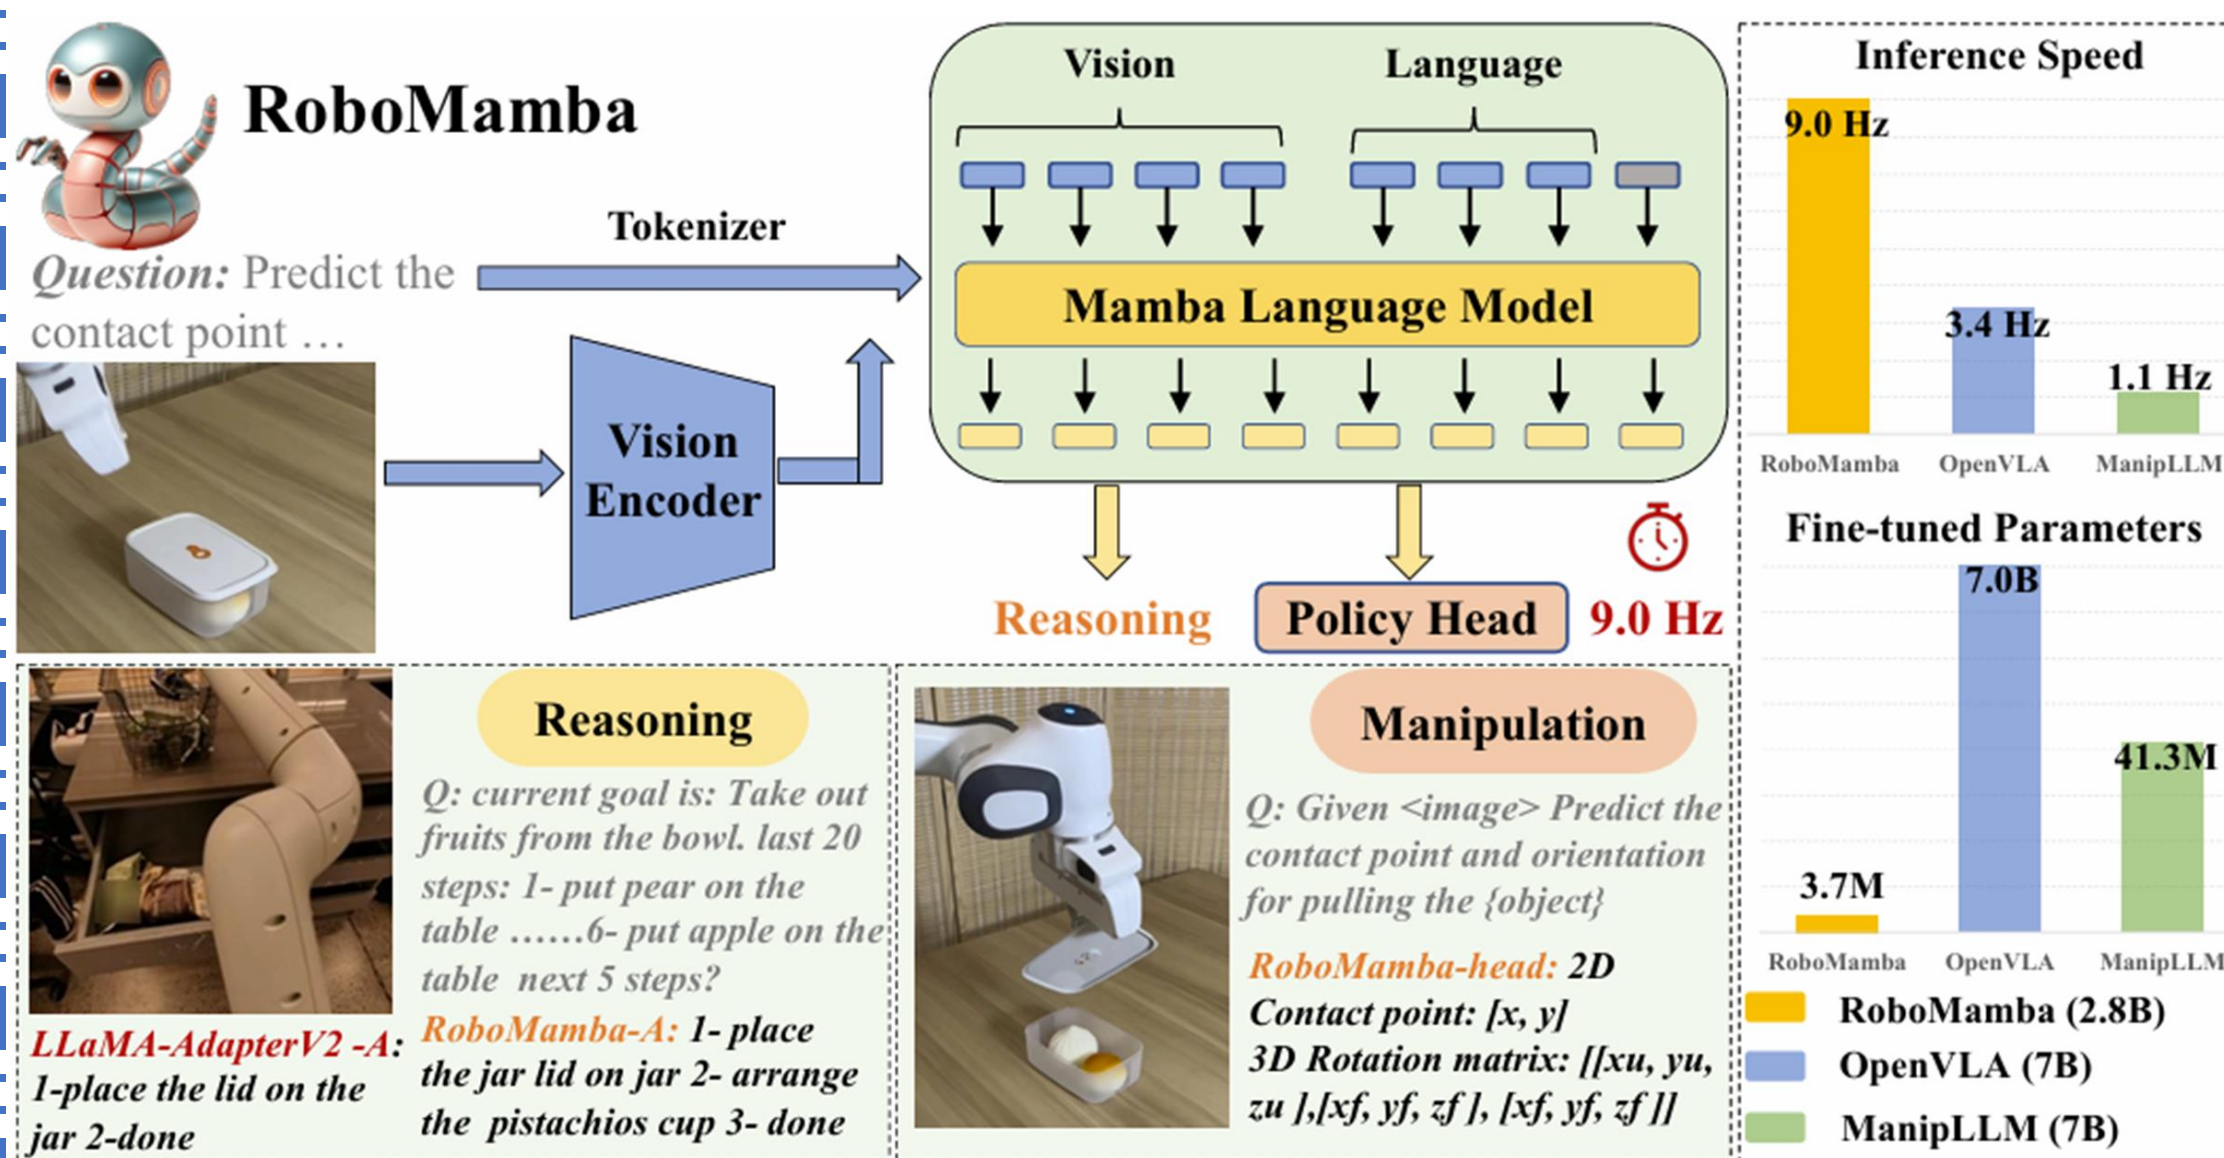 RoboMamba
Question: Predict the
contact point …
Tokenizer
Vision
Encoder
Vision
Language
Mamba Language Model
Reasoning
Policy Head
9.0 Hz
Reasoning
Q: current goal is: Take out
fruits from the bowl. last 20
steps: 1- put pear on the
table ……6- put apple on the
table next 5 steps?
LLaMA-AdapterV2 -A:
1-place the lid on the
jar 2-done
RoboMamba-A: 1- place
the jar lid on jar 2- arrange
the pistachios cup 3- done
Manipulation
Q: Given <image> Predict the
contact point and orientation
for pulling the {object}
RoboMamba-head: 2D
Contact point: [x, y]
3D Rotation matrix: [[xu, yu,
zu ],[xf, yf, zf ], [xf, yf, zf ]]
Inference Speed
9.0 Hz
3.4 Hz
1.1 Hz
RoboMamba
OpenVLA
ManipLLM
Fine-tuned Parameters
3.7M
7.0B
41.3M
RoboMamba
OpenVLA
ManipLLM
RoboMamba (2.8B)
OpenVLA (7B)
ManipLLM (7B)